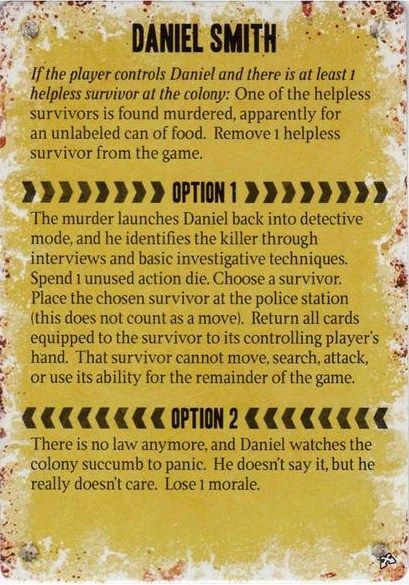 DANIEL SMITH
If the player controls Daniel and there is at least 1
helpless survivor at the colony: One of the helpless
survivors is found murdered, apparently for
an unlabeled can of food. Remove 1 helpless
survivor from the game.
OPTION 1
The murder launches Daniel back into detective
mode, and he identifies the killer through
interviews and basic investigative techniques.
Spend 1 unused action die. Choose a survivor.
Place the chosen survivor at the police station
(this does not count as a move). Return all cards
equipped to the survivor to its controlling player's
hand. That survivor cannot move, search, attack,
or use its ability for the remainder of the game.
OPTION 2
There is no law anymore, and Daniel watches the
colony succumb to panic. He doesn't say it, but he
really doesn't care. Lose 1 morale.